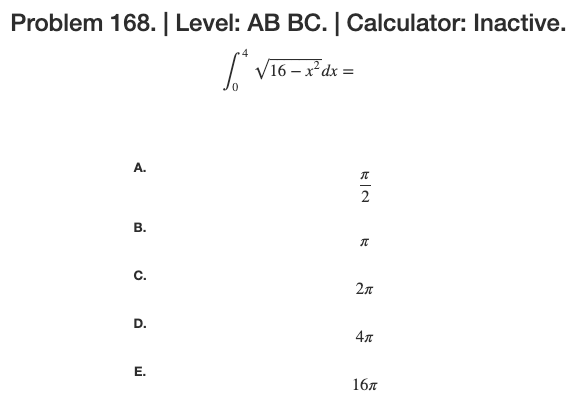 Problem 168. | Level: AB BC. | Calculator: Inactive.
∫₀⁴ √(16 – x²) dx =
A. π/2
B. π
C. 2π
D. 4π
E. 16π